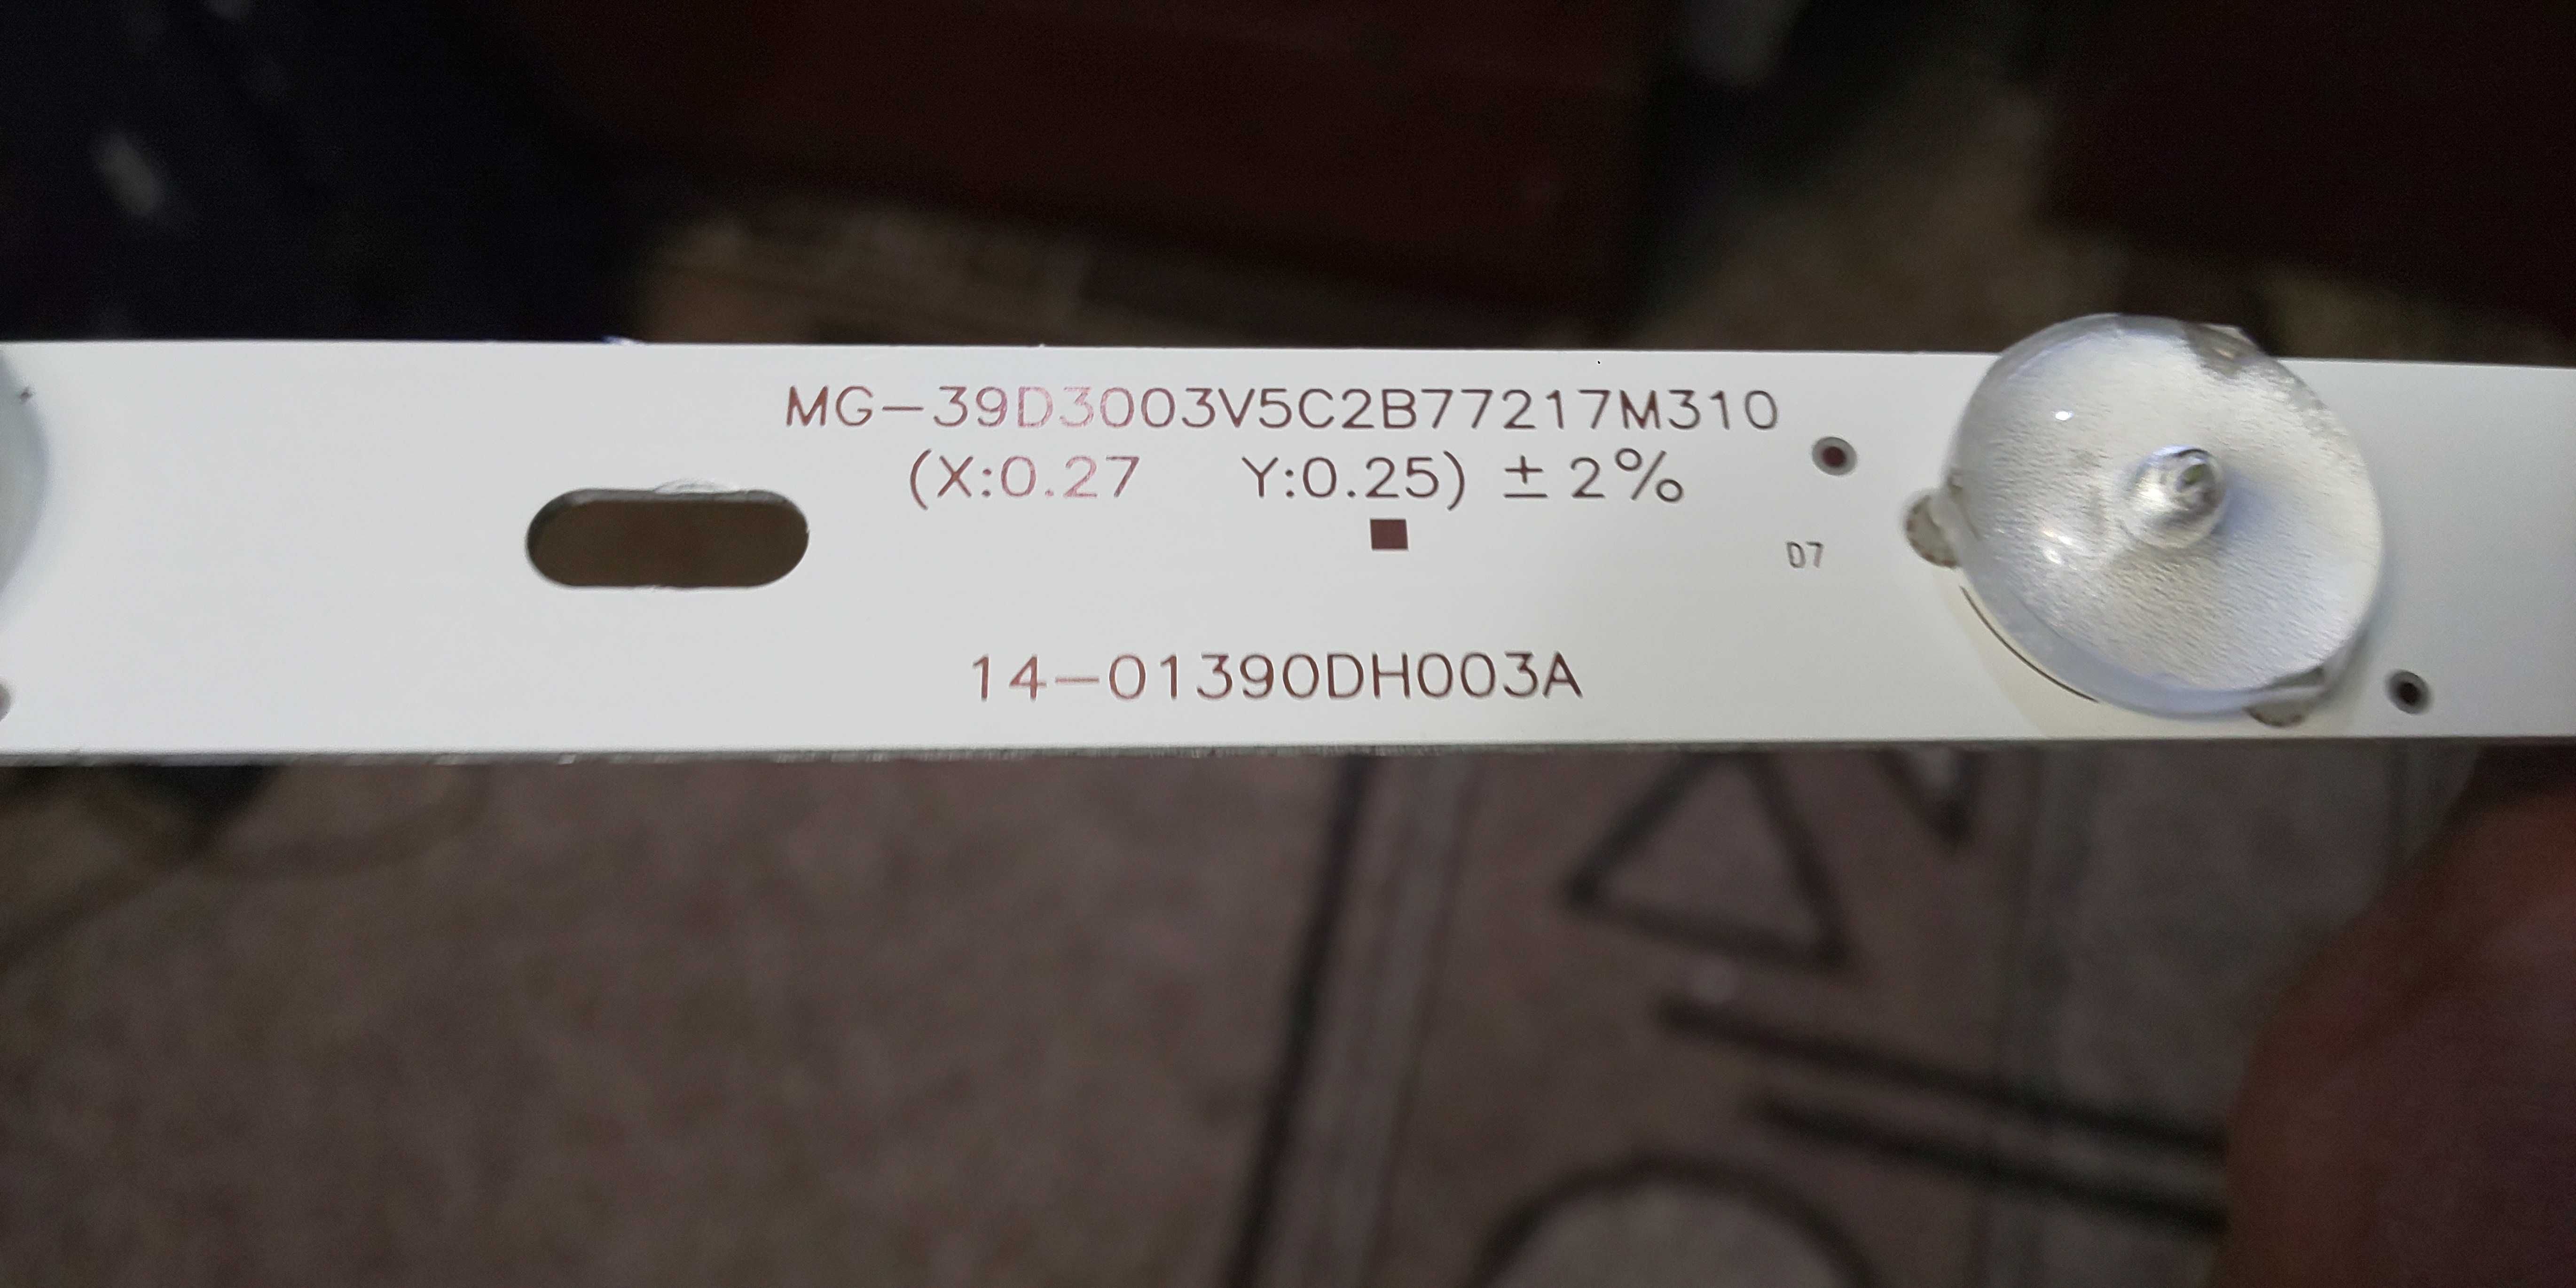 MG-39D3003V5C2B77217M310
(X:0.27 Y:0.25) ± 2%
D7
14-01390DH003A